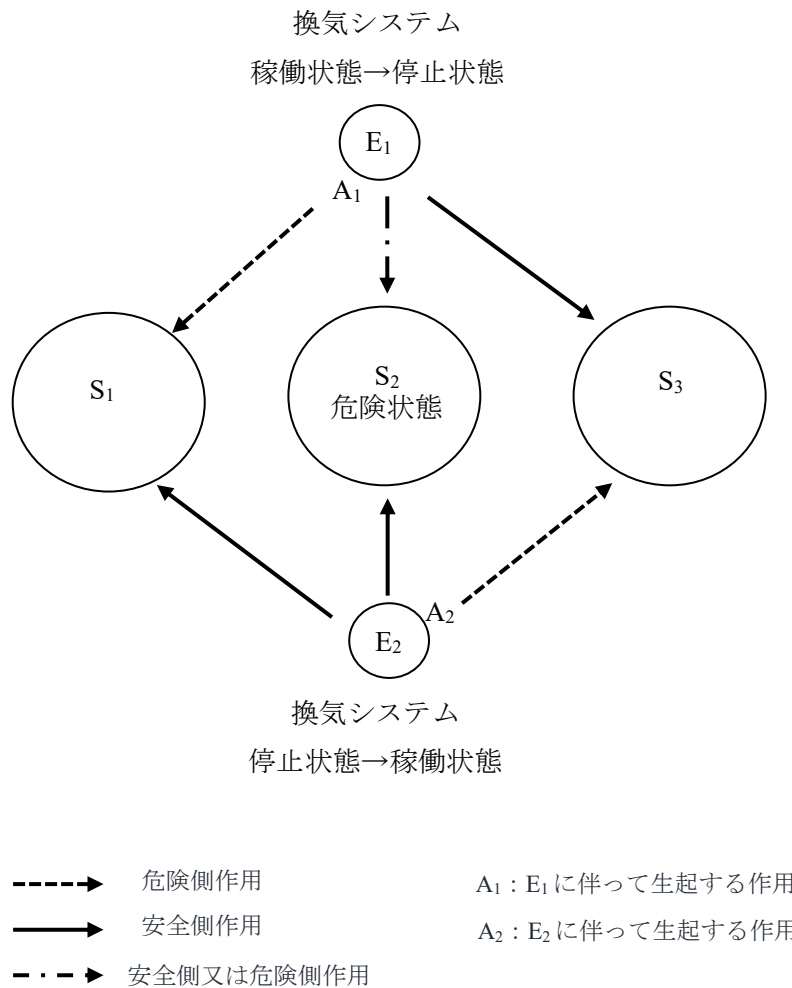 換気システム
稼働状態→停止状態
E₁
A₁
S₁
S₂
危険状態
S₃
A₂
E₂
換気システム
停止状態→稼働状態
危険側作用
A₁：E₁に伴って生起する作用
安全側作用
A₂：E₂に伴って生起する作用
安全側又は危険側作用